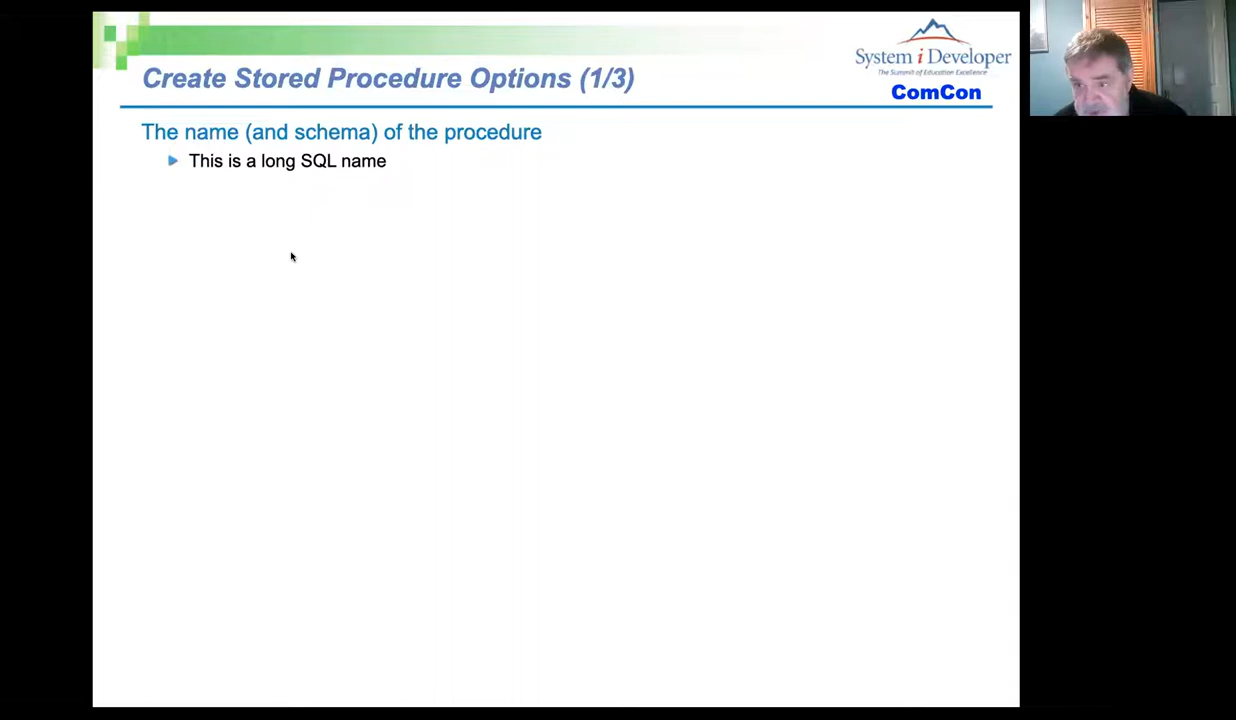 Create Stored Procedure Options (1/3)
System i Developer
The Summit of Education Excellence
ComCon
The name (and schema) of the procedure
This is a long SQL name